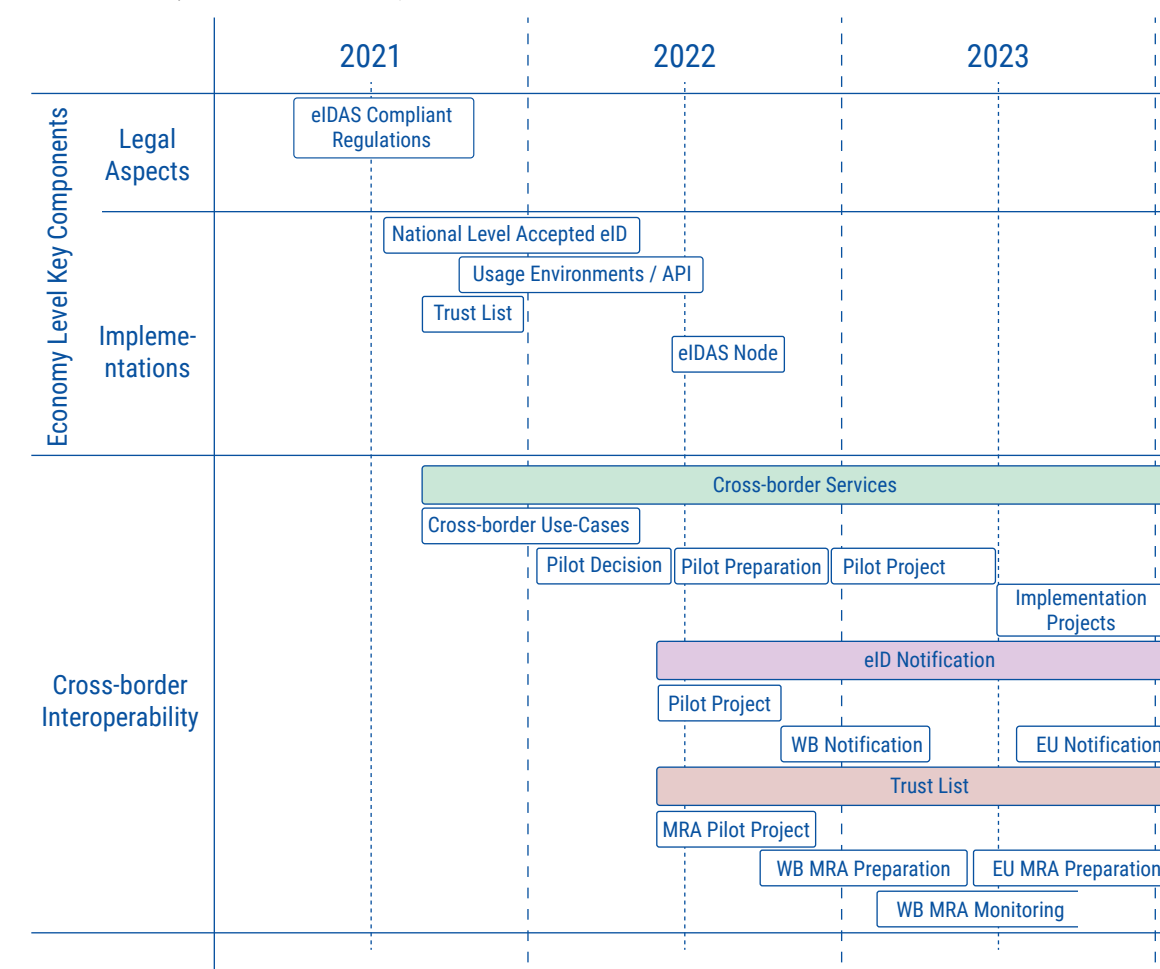 2021
2022
2023
Economy Level Key Components
Legal
Aspects
eIDAS Compliant
Regulations
Impleme-
ntations
National Level Accepted eID
Usage Environments / API
Trust List
eIDAS Node
Cross-border
Interoperability
Cross-border Services
Cross-border Use-Cases
Pilot Decision
Pilot Preparation
Pilot Project
Implementation
Projects
eID Notification
Pilot Project
WB Notification
EU Notification
Trust List
MRA Pilot Project
WB MRA Preparation
EU MRA Preparation
WB MRA Monitoring